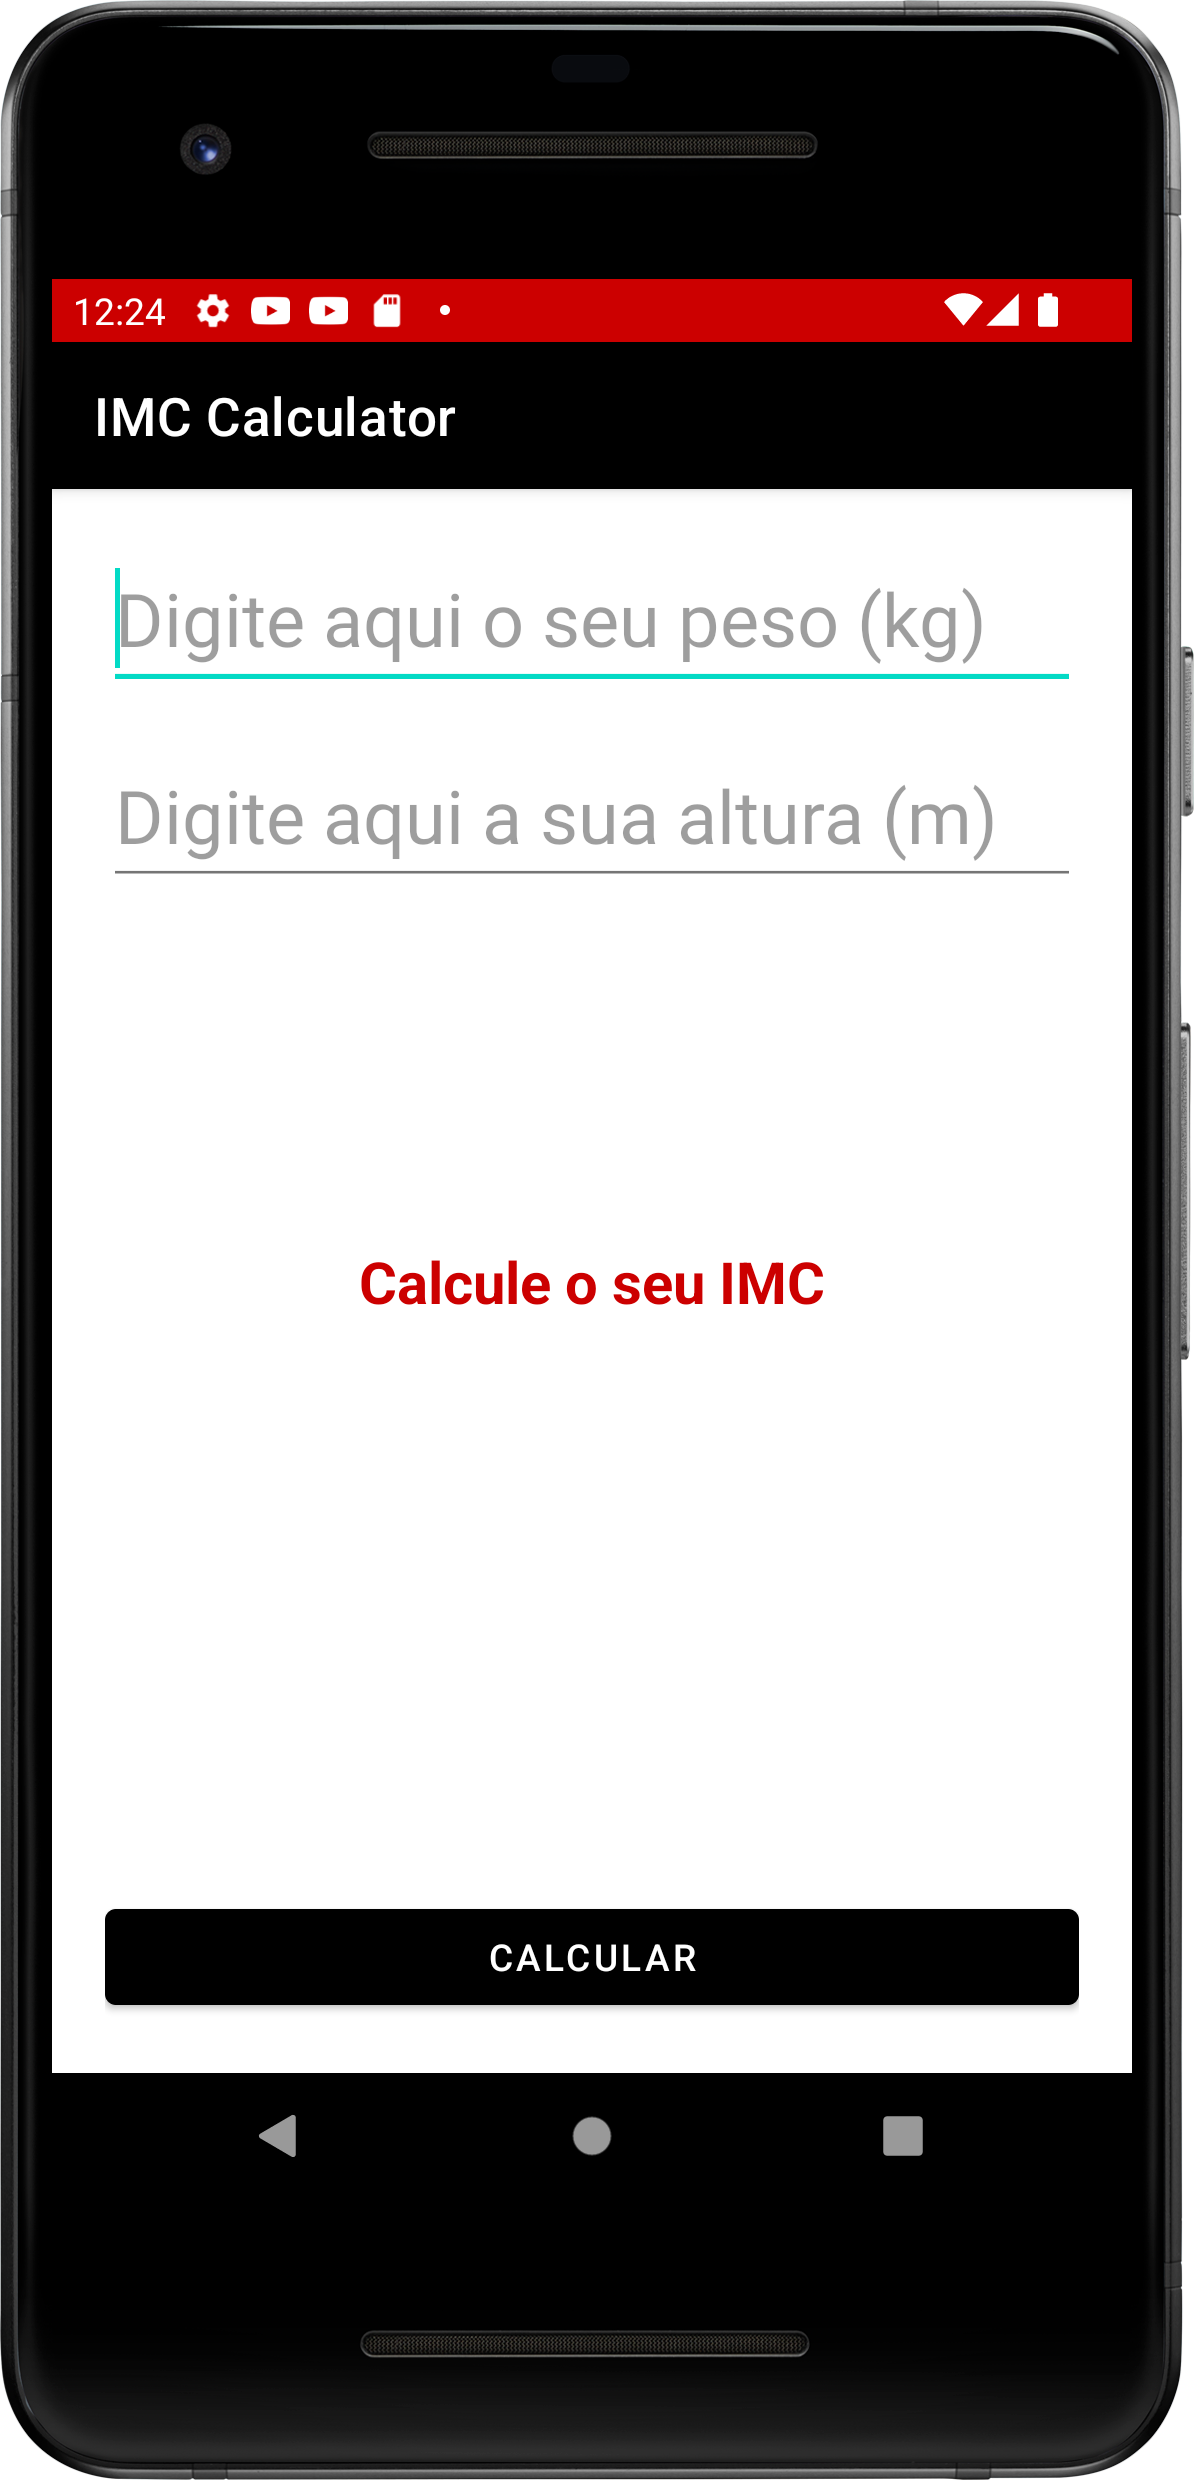 12:24
IMC Calculator
Digite aqui o seu peso (kg)
Digite aqui a sua altura (m)
Calcule o seu IMC
CALCULAR